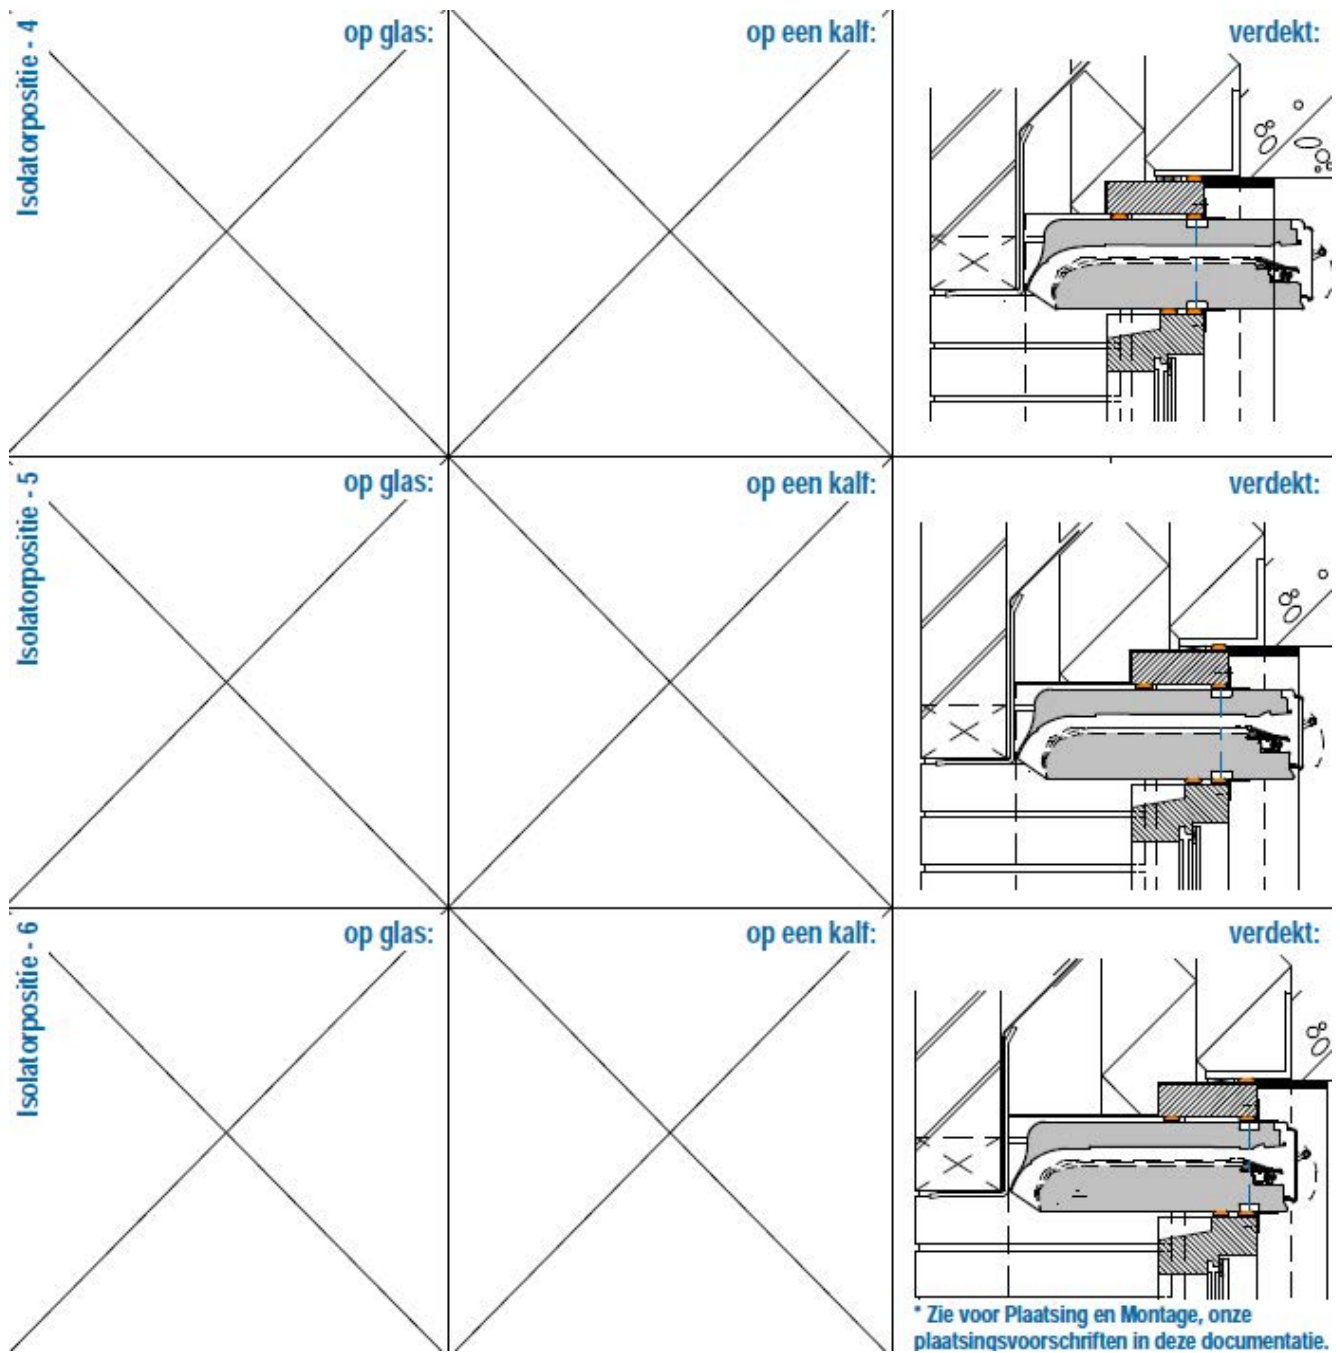 Isolatorpositie - 4
op glas:
op een kalf:
verdekt:
Isolatorpositie - 5
op glas:
op een kalf:
verdekt:
Isolatorpositie - 6
op glas:
op een kalf:
verdekt:
* Zie voor Plaatsing en Montage, onze
plaatsingsvoorschriften in deze documentatie.